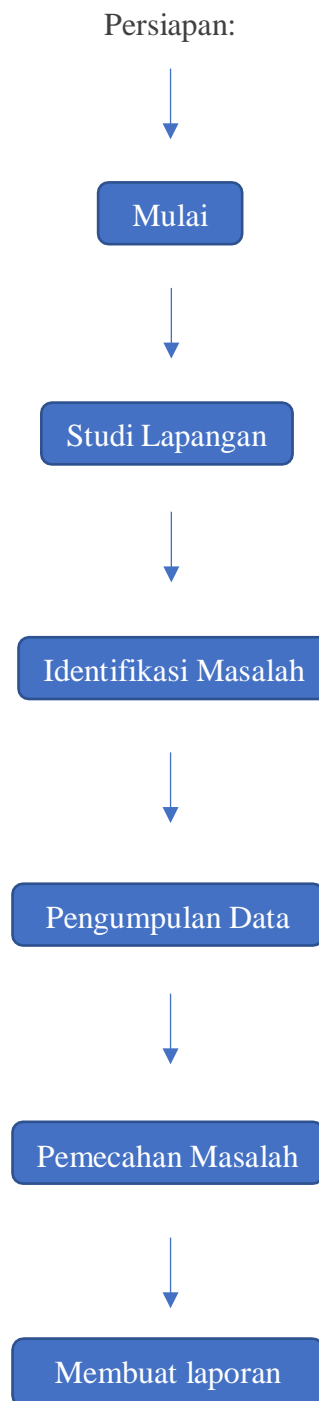 Persiapan:
Mulai
Studi Lapangan
Identifikasi Masalah
Pengumpulan Data
Pemecahan Masalah
Membuat laporan